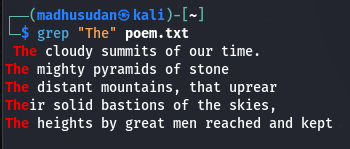 ┌──(madhusudan㉿kali)-[~]
└─$ grep "The" poem.txt
The cloudy summits of our time.
The mighty pyramids of stone
The distant mountains, that uprear
Their solid bastions of the skies,
The heights by great men reached and kept